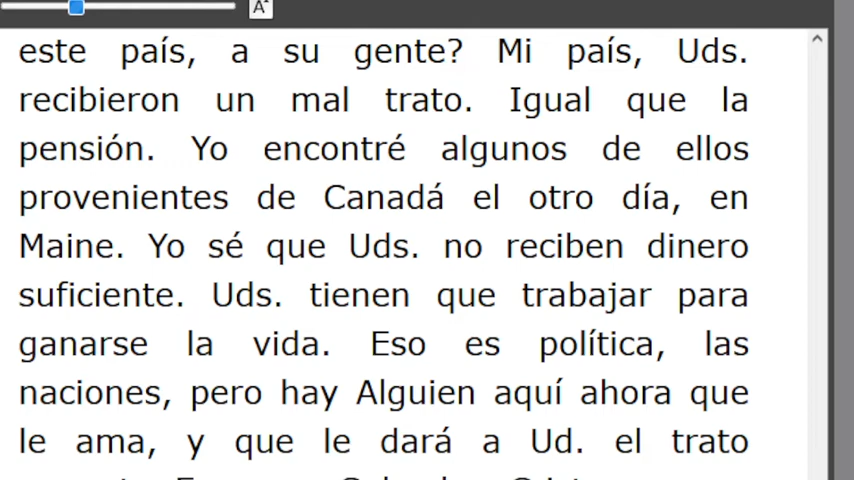 A
este país, a su gente? Mi país, Uds.
recibieron un mal trato. Igual que la
pensión. Yo encontré algunos de ellos
provenientes de Canadá el otro día, en
Maine. Yo sé que Uds. no reciben dinero
suficiente. Uds. tienen que trabajar para
ganarse la vida. Eso es política, las
naciones, pero hay Alguien aquí ahora que
le ama, y que le dará a Ud. el trato